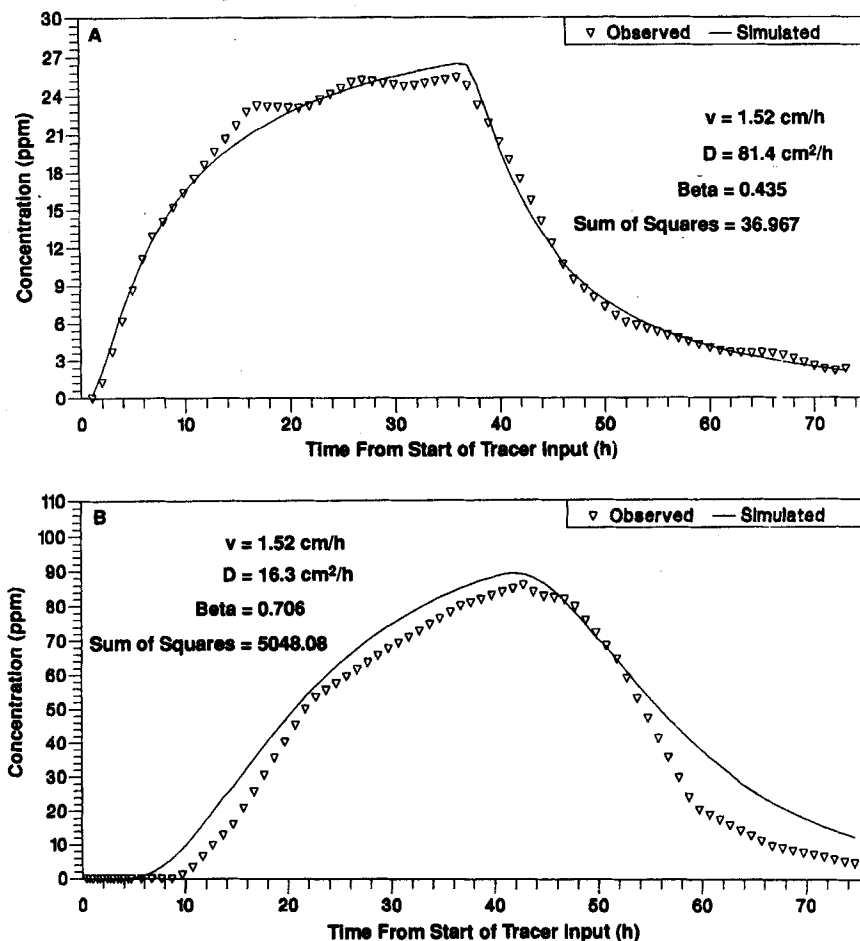 A
▽ Observed — Simulated
30
27
24
21
18
15
12
9
6
3
0
Concentration (ppm)
v = 1.52 cm/h
D = 81.4 cm²/h
Beta = 0.435
Sum of Squares = 36.967
0 10 20 30 40 50 60 70
Time From Start of Tracer Input (h)
B
▽ Observed — Simulated
110
100
90
80
70
60
50
40
30
20
10
0
Concentration (ppm)
v = 1.52 cm/h
D = 16.3 cm²/h
Beta = 0.706
Sum of Squares = 5048.08
0 10 20 30 40 50 60 70
Time From Start of Tracer Input (h)